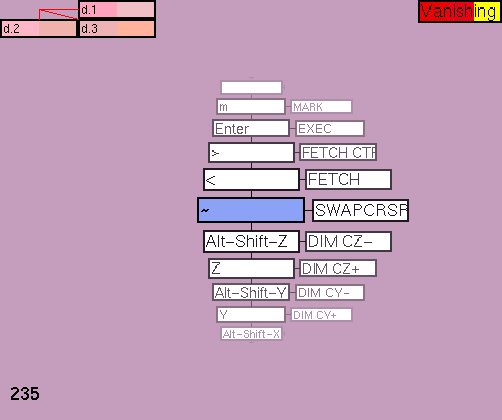 d.1
Vanishing
d.2 d.3
m MARK
Enter EXEC
> FETCH CTR
< FETCH
~ SWAPCRSR
Alt-Shift-Z DIM CZ-
Z DIM CZ+
Alt-Shift-Y DIM CY-
Y DIM CY+
Alt-Shift-X
235